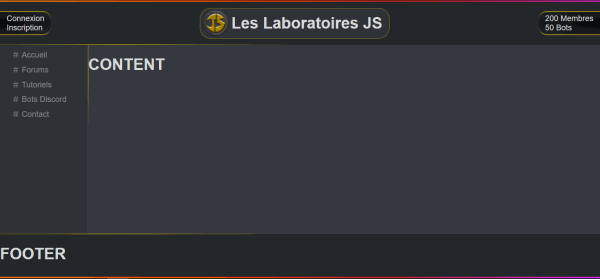 Connexion
Inscription
JS Les Laboratoires JS
200 Membres
50 Bots
# Accueil
# Forums
# Tutoriels
# Bots Discord
# Contact
CONTENT
FOOTER